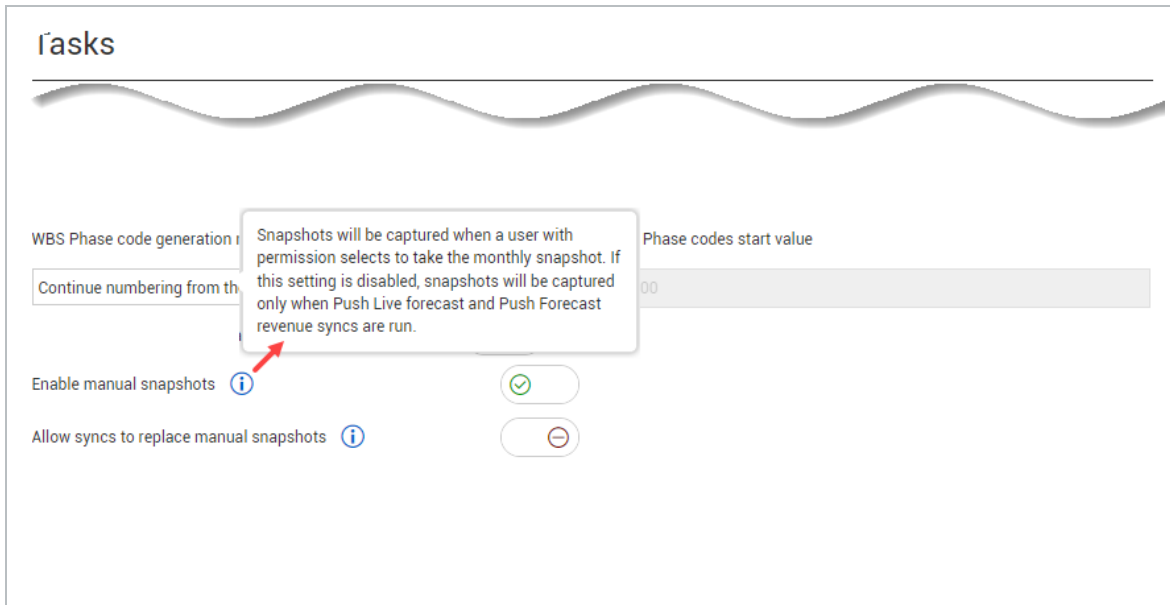 Tasks
WBS Phase code generation
Phase codes start value
Continue numbering from
00
Snapshots will be captured when a user with
permission selects to take the monthly snapshot. If
this setting is disabled, snapshots will be captured
only when Push Live forecast and Push Forecast
revenue syncs are run.
Enable manual snapshots
Allow syncs to replace manual snapshots